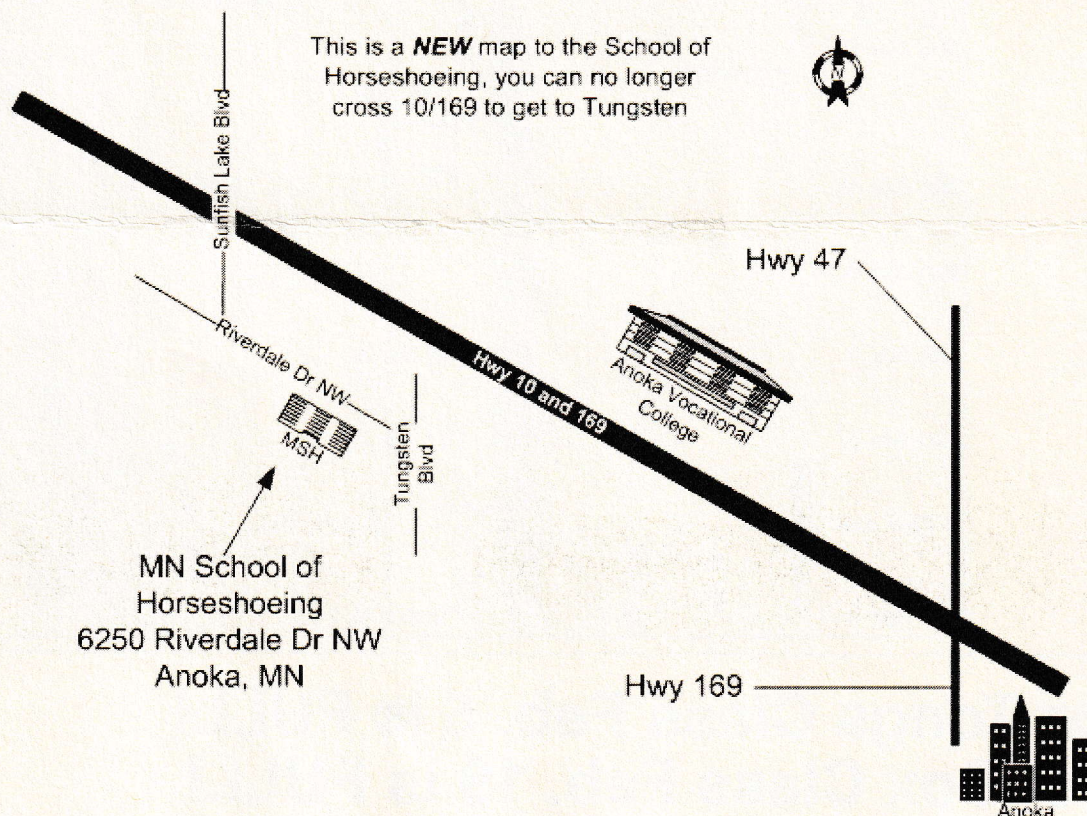 This is a NEW map to the School of
Horseshoeing, you can no longer
cross 10/169 to get to Tungsten
N
Sunfish Lake Blvd
Hwy 47
Riverdale Dr NW
Hwy 10 and 169
Anoka Vocational
College
MSH
Tungsten
Blvd
MN School of
Horseshoeing
6250 Riverdale Dr NW
Anoka, MN
Hwy 169
Anoka